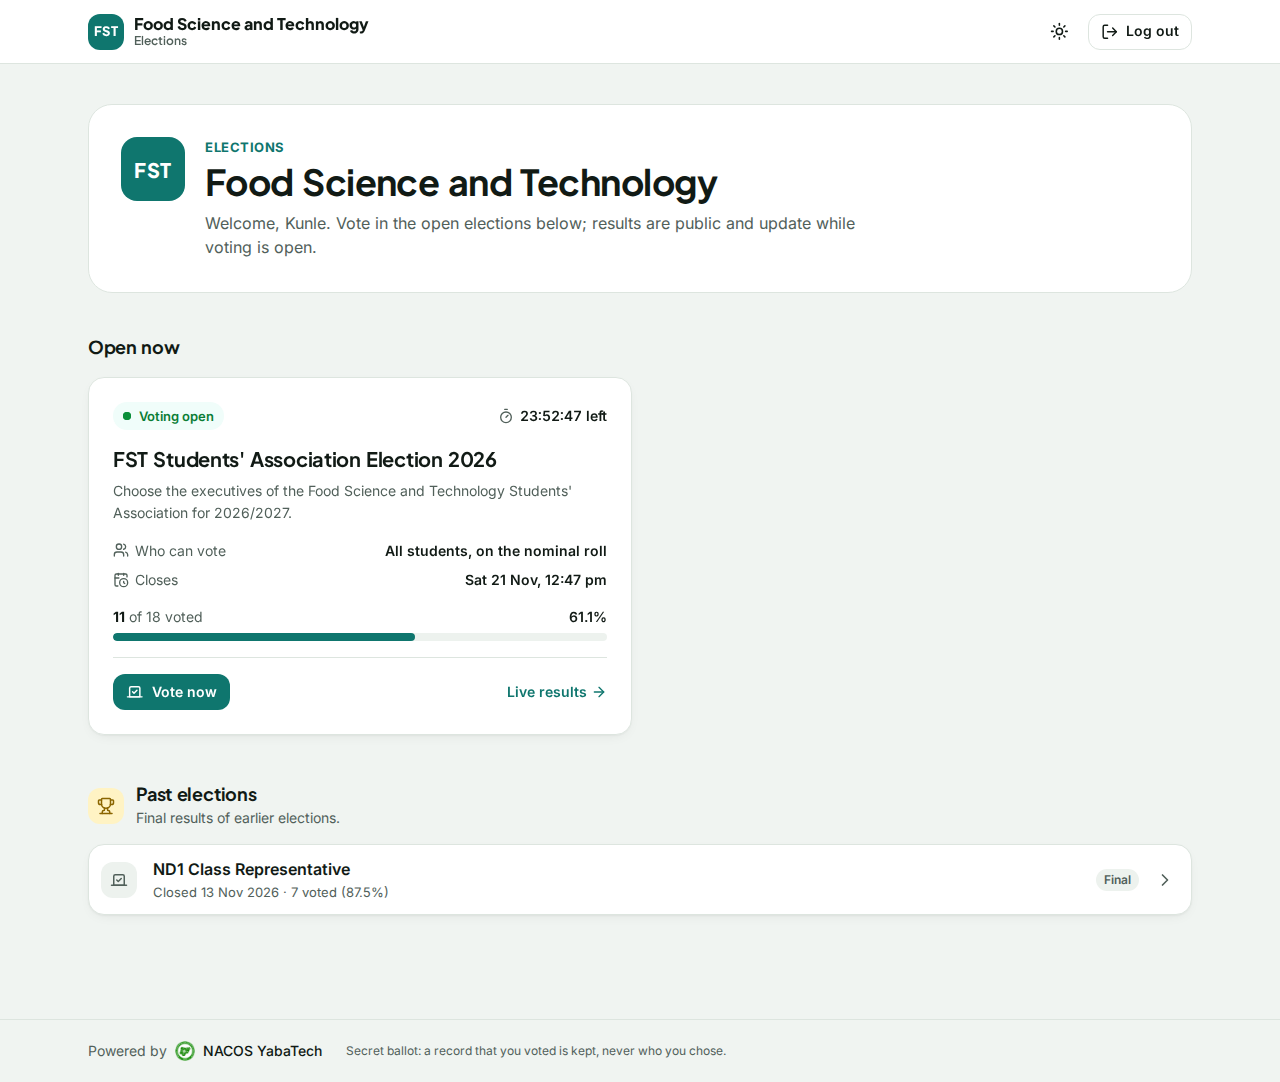 FST
Food Science and Technology
Elections
Log out
FST
ELECTIONS
Food Science and Technology
Welcome, Kunle. Vote in the open elections below; results are public and update while
voting is open.
Open now
Voting open
23:52:47 left
FST Students' Association Election 2026
Choose the executives of the Food Science and Technology Students'
Association for 2026/2027.
Who can vote
All students, on the nominal roll
Closes
Sat 21 Nov, 12:47 pm
11 of 18 voted
61.1%
Vote now
Live results
Past elections
Final results of earlier elections.
ND1 Class Representative
Closed 13 Nov 2026 · 7 voted (87.5%)
Final
Powered by
NACOS YabaTech
Secret ballot: a record that you voted is kept, never who you chose.